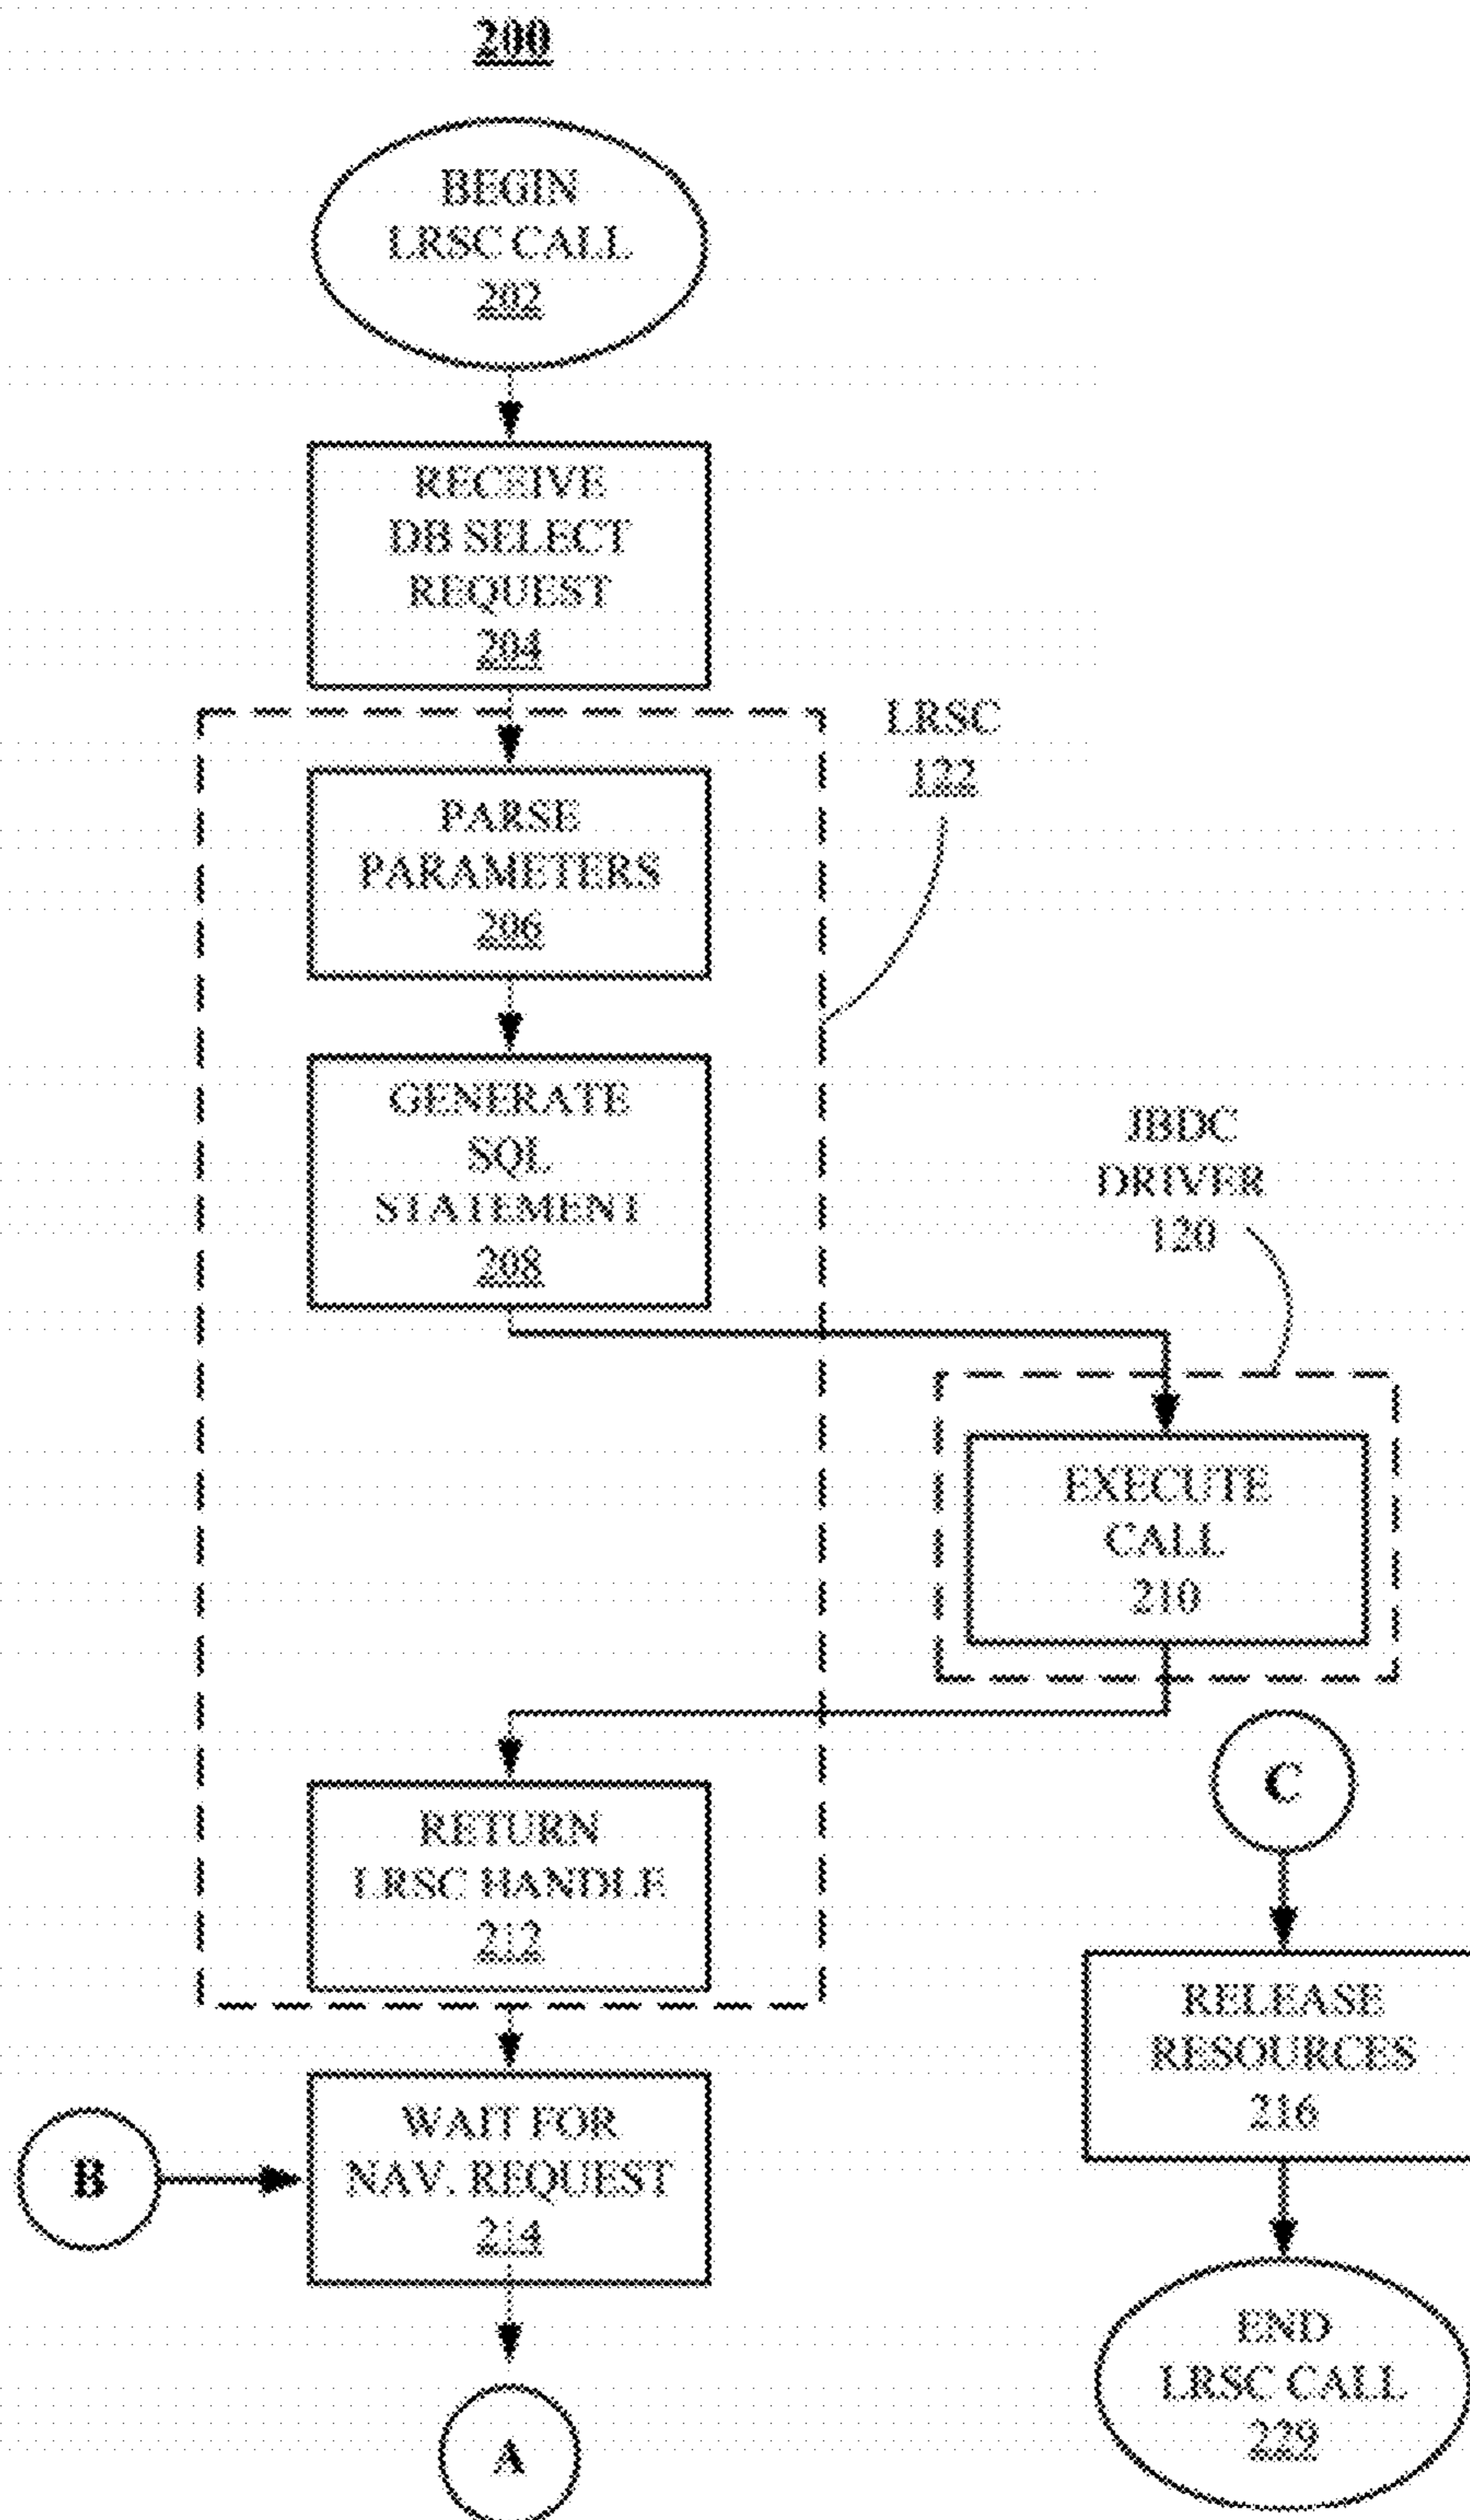 200
BEGIN
LRSC CALL
202
RECEIVE
DB SELECT
REQUEST
204
LRSC
122
PARSE
PARAMETERS
206
GENERATE
SQL
STATEMENT
208
JBDC
DRIVER
120
EXECUTE
CALL
210
RETURN
LRSC HANDLE
212
C
RELEASE
RESOURCES
216
WAIT FOR
NAV. REQUEST
214
B
END
LRSC CALL
229
A